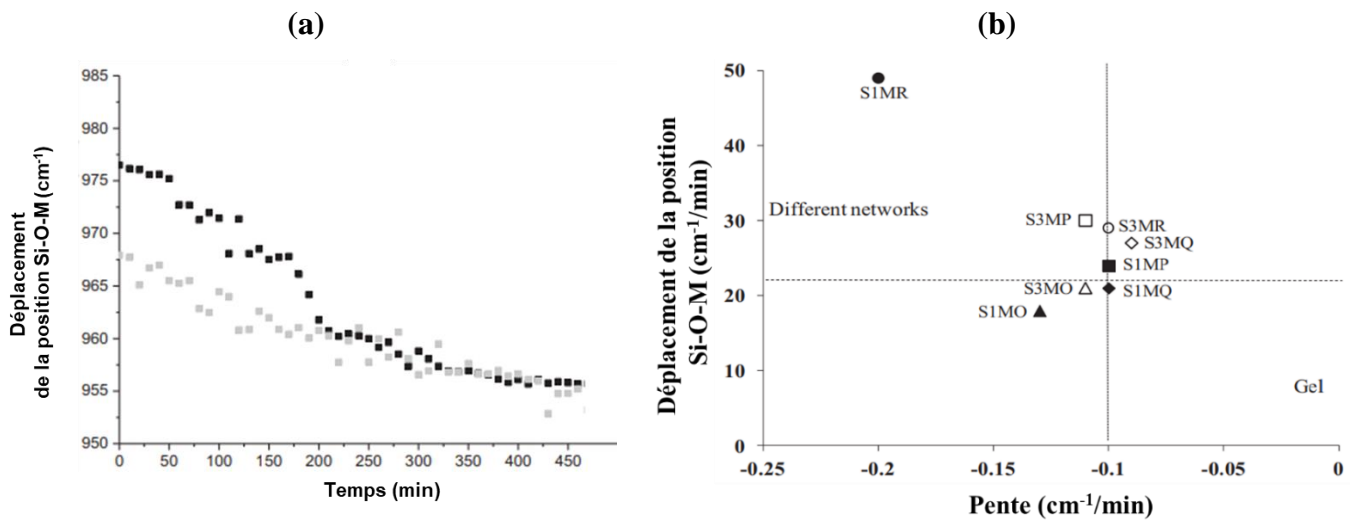 (a)
985
980
975
970
965
960
955
950
0 50 100 150 200 250 300 350 400 450
Déplacement
de la position Si-O-M (cm⁻¹)
Temps (min)
(b)
50
40
30
20
10
0
-0.25 -0.2 -0.15 -0.1 -0.05 0
Déplacement de la position
Si-O-M (cm⁻¹/min)
Pente (cm⁻¹/min)
S1MR
Different networks
S3MP
S3MR
S3MQ
S1MP
S3MO
S1MQ
S1MO
Gel